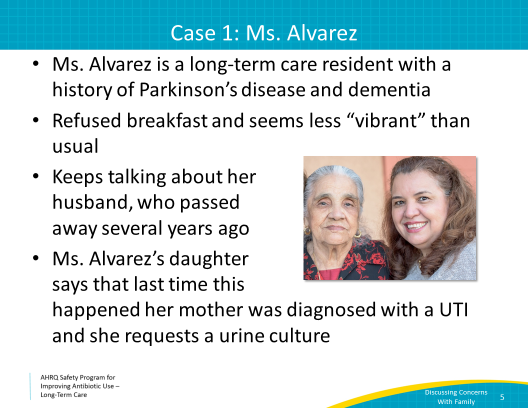 Case 1: Ms. Alvarez
• Ms. Alvarez is a long-term care resident with a
history of Parkinson’s disease and dementia
• Refused breakfast and seems less “vibrant” than
usual
• Keeps talking about her
husband, who passed
away several years ago
• Ms. Alvarez’s daughter
says that last time this
happened her mother was diagnosed with a UTI
and she requests a urine culture
AHRQ Safety Program for
Improving Antibiotic Use –
Long-Term Care
Discussing Concerns
With Family
5